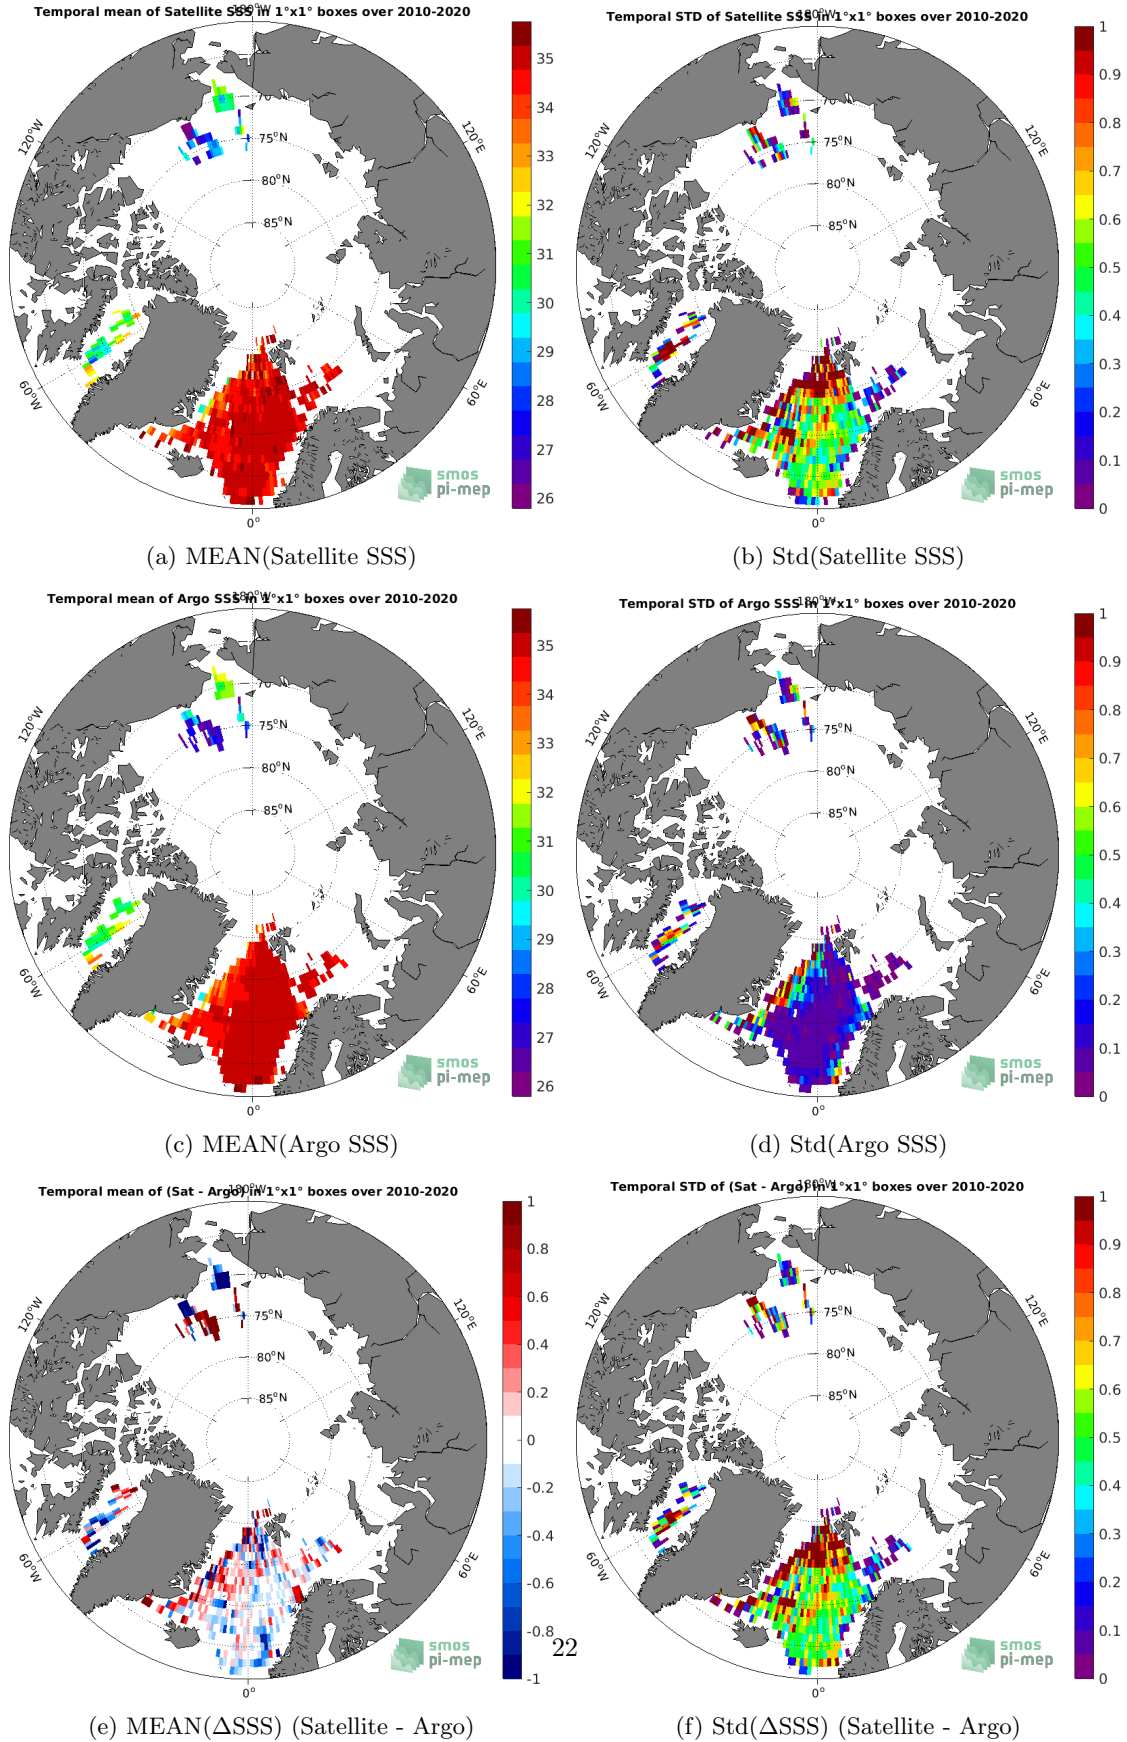 Temporal mean of Satellite SSS in 1°x1° boxes over 2010-2020
180°W
120°W
120°E
60°W
60°E
0°
70
75°N
80°N
85°N
35
34
33
32
31
30
29
28
27
26
smos
pi-mep
(a) MEAN(Satellite SSS)
Temporal STD of Satellite SSS in 1°x1° boxes over 2010-2020
180°W
120°W
120°E
60°W
60°E
0°
70
75°N
80°N
85°N
1
0.9
0.8
0.7
0.6
0.5
0.4
0.3
0.2
0.1
0
smos
pi-mep
(b) Std(Satellite SSS)
Temporal mean of Argo SSS in 1°x1° boxes over 2010-2020
180°W
120°W
120°E
60°W
60°E
0°
70
75°N
80°N
85°N
35
34
33
32
31
30
29
28
27
26
smos
pi-mep
(c) MEAN(Argo SSS)
Temporal STD of Argo SSS in 1°x1° boxes over 2010-2020
180°W
120°W
120°E
60°W
60°E
0°
70
75°N
80°N
85°N
1
0.9
0.8
0.7
0.6
0.5
0.4
0.3
0.2
0.1
0
smos
pi-mep
(d) Std(Argo SSS)
Temporal mean of (Sat - Argo) in 1°x1° boxes over 2010-2020
180°W
120°W
120°E
60°W
60°E
0°
70
75°N
80°N
85°N
1
0.8
0.6
0.4
0.2
0
-0.2
-0.4
-0.6
-0.8
-1
smos
pi-mep
(e) MEAN(ΔSSS) (Satellite - Argo)
Temporal STD of (Sat - Argo) in 1°x1° boxes over 2010-2020
180°W
120°W
120°E
60°W
60°E
0°
70
75°N
80°N
85°N
1
0.9
0.8
0.7
0.6
0.5
0.4
0.3
0.2
0.1
0
smos
pi-mep
(f) Std(ΔSSS) (Satellite - Argo)
22